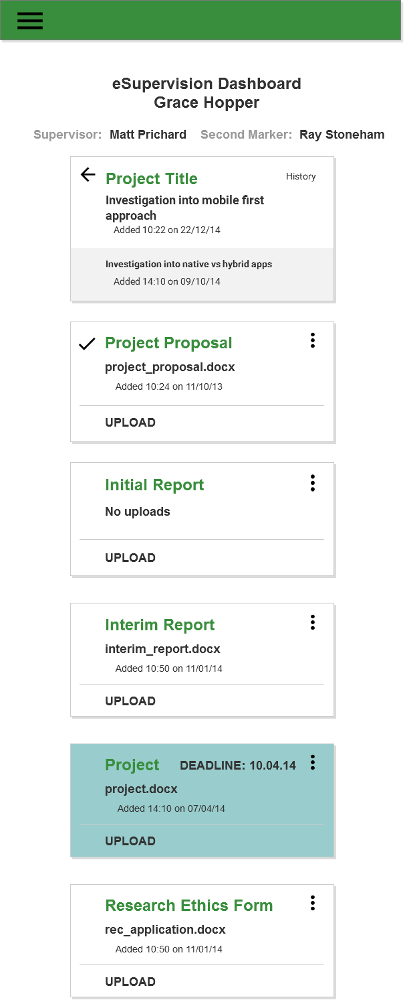 eSupervision Dashboard
Grace Hopper
Supervisor: Matt Prichard Second Marker: Ray Stoneham
Project Title History
Investigation into mobile first
approach
Added 10:22 on 22/12/14
Investigation into native vs hybrid apps
Added 14:10 on 09/10/14
Project Proposal
project_proposal.docx
Added 10:24 on 11/10/13
UPLOAD
Initial Report
No uploads
UPLOAD
Interim Report
interim_report.docx
Added 10:50 on 11/01/14
UPLOAD
Project DEADLINE: 10.04.14
project.docx
Added 14:10 on 07/04/14
UPLOAD
Research Ethics Form
rec_application.docx
Added 10:50 on 11/01/14
UPLOAD